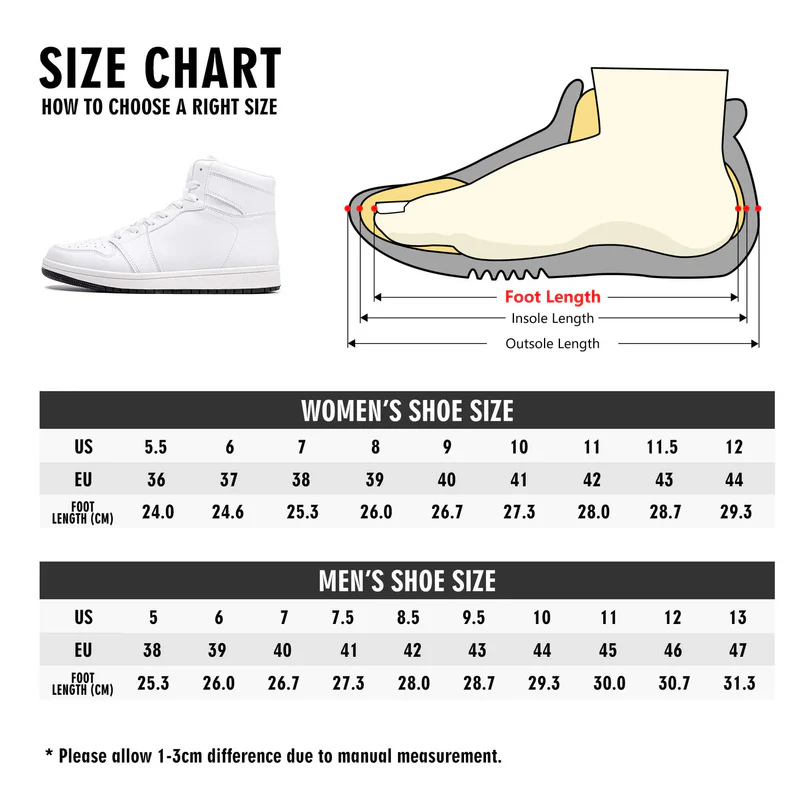 SIZE CHART
HOW TO CHOOSE A RIGHT SIZE
Foot Length
Insole Length
Outsole Length
WOMEN'S SHOE SIZE
US 5.5 6 7 8 9 10 11 11.5 12
EU 36 37 38 39 40 41 42 43 44
FOOT
LENGTH (CM) 24.0 24.6 25.3 26.0 26.7 27.3 28.0 28.7 29.3
MEN'S SHOE SIZE
US 5 6 7 7.5 8.5 9.5 10 11 12 13
EU 38 39 40 41 42 43 44 45 46 47
FOOT
LENGTH (CM) 25.3 26.0 26.7 27.3 28.0 28.7 29.3 30.0 30.7 31.3
* Please allow 1-3cm difference due to manual measurement.